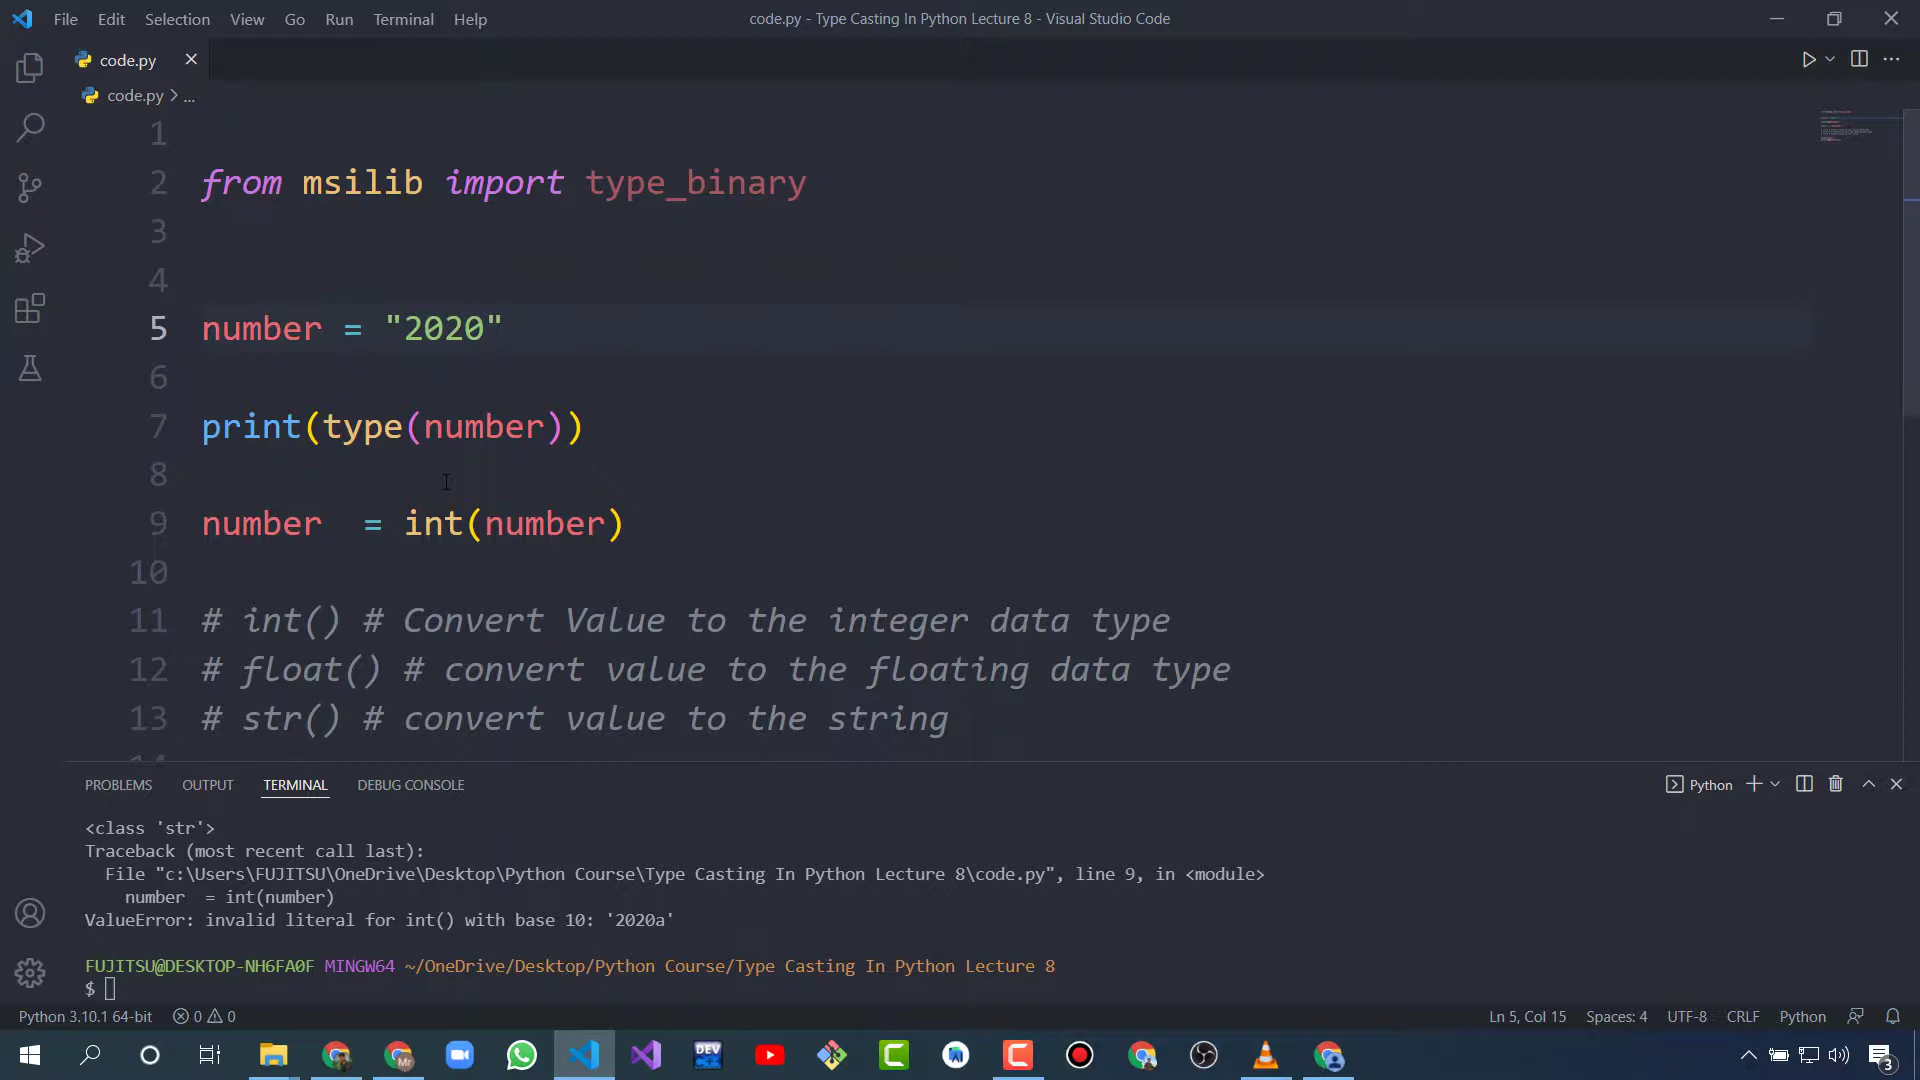 File Edit Selection View Go Run Terminal Help code.py - Type Casting In Python Lecture 8 - Visual Studio Code
code.py
code.py > ...
1
2 from msilib import type_binary
3
4
5 number = "2020"
6
7 print(type(number))
8
9 number  = int(number)
10
11 # int() # Convert Value to the integer data type
12 # float() # convert value to the floating data type
13 # str() # convert value to the string
14
PROBLEMS OUTPUT TERMINAL DEBUG CONSOLE Python
<class 'str'>
Traceback (most recent call last):
  File "c:\Users\FUJITSU\OneDrive\Desktop\Python Course\Type Casting In Python Lecture 8\code.py", line 9, in <module>
    number  = int(number)
ValueError: invalid literal for int() with base 10: '2020a'
FUJITSU@DESKTOP-NH6FA0F MINGW64 ~/OneDrive/Desktop/Python Course/Type Casting In Python Lecture 8
$
Python 3.10.1 64-bit 0 0 Ln 5, Col 15 Spaces: 4 UTF-8 CRLF Python
Mr DEV 3